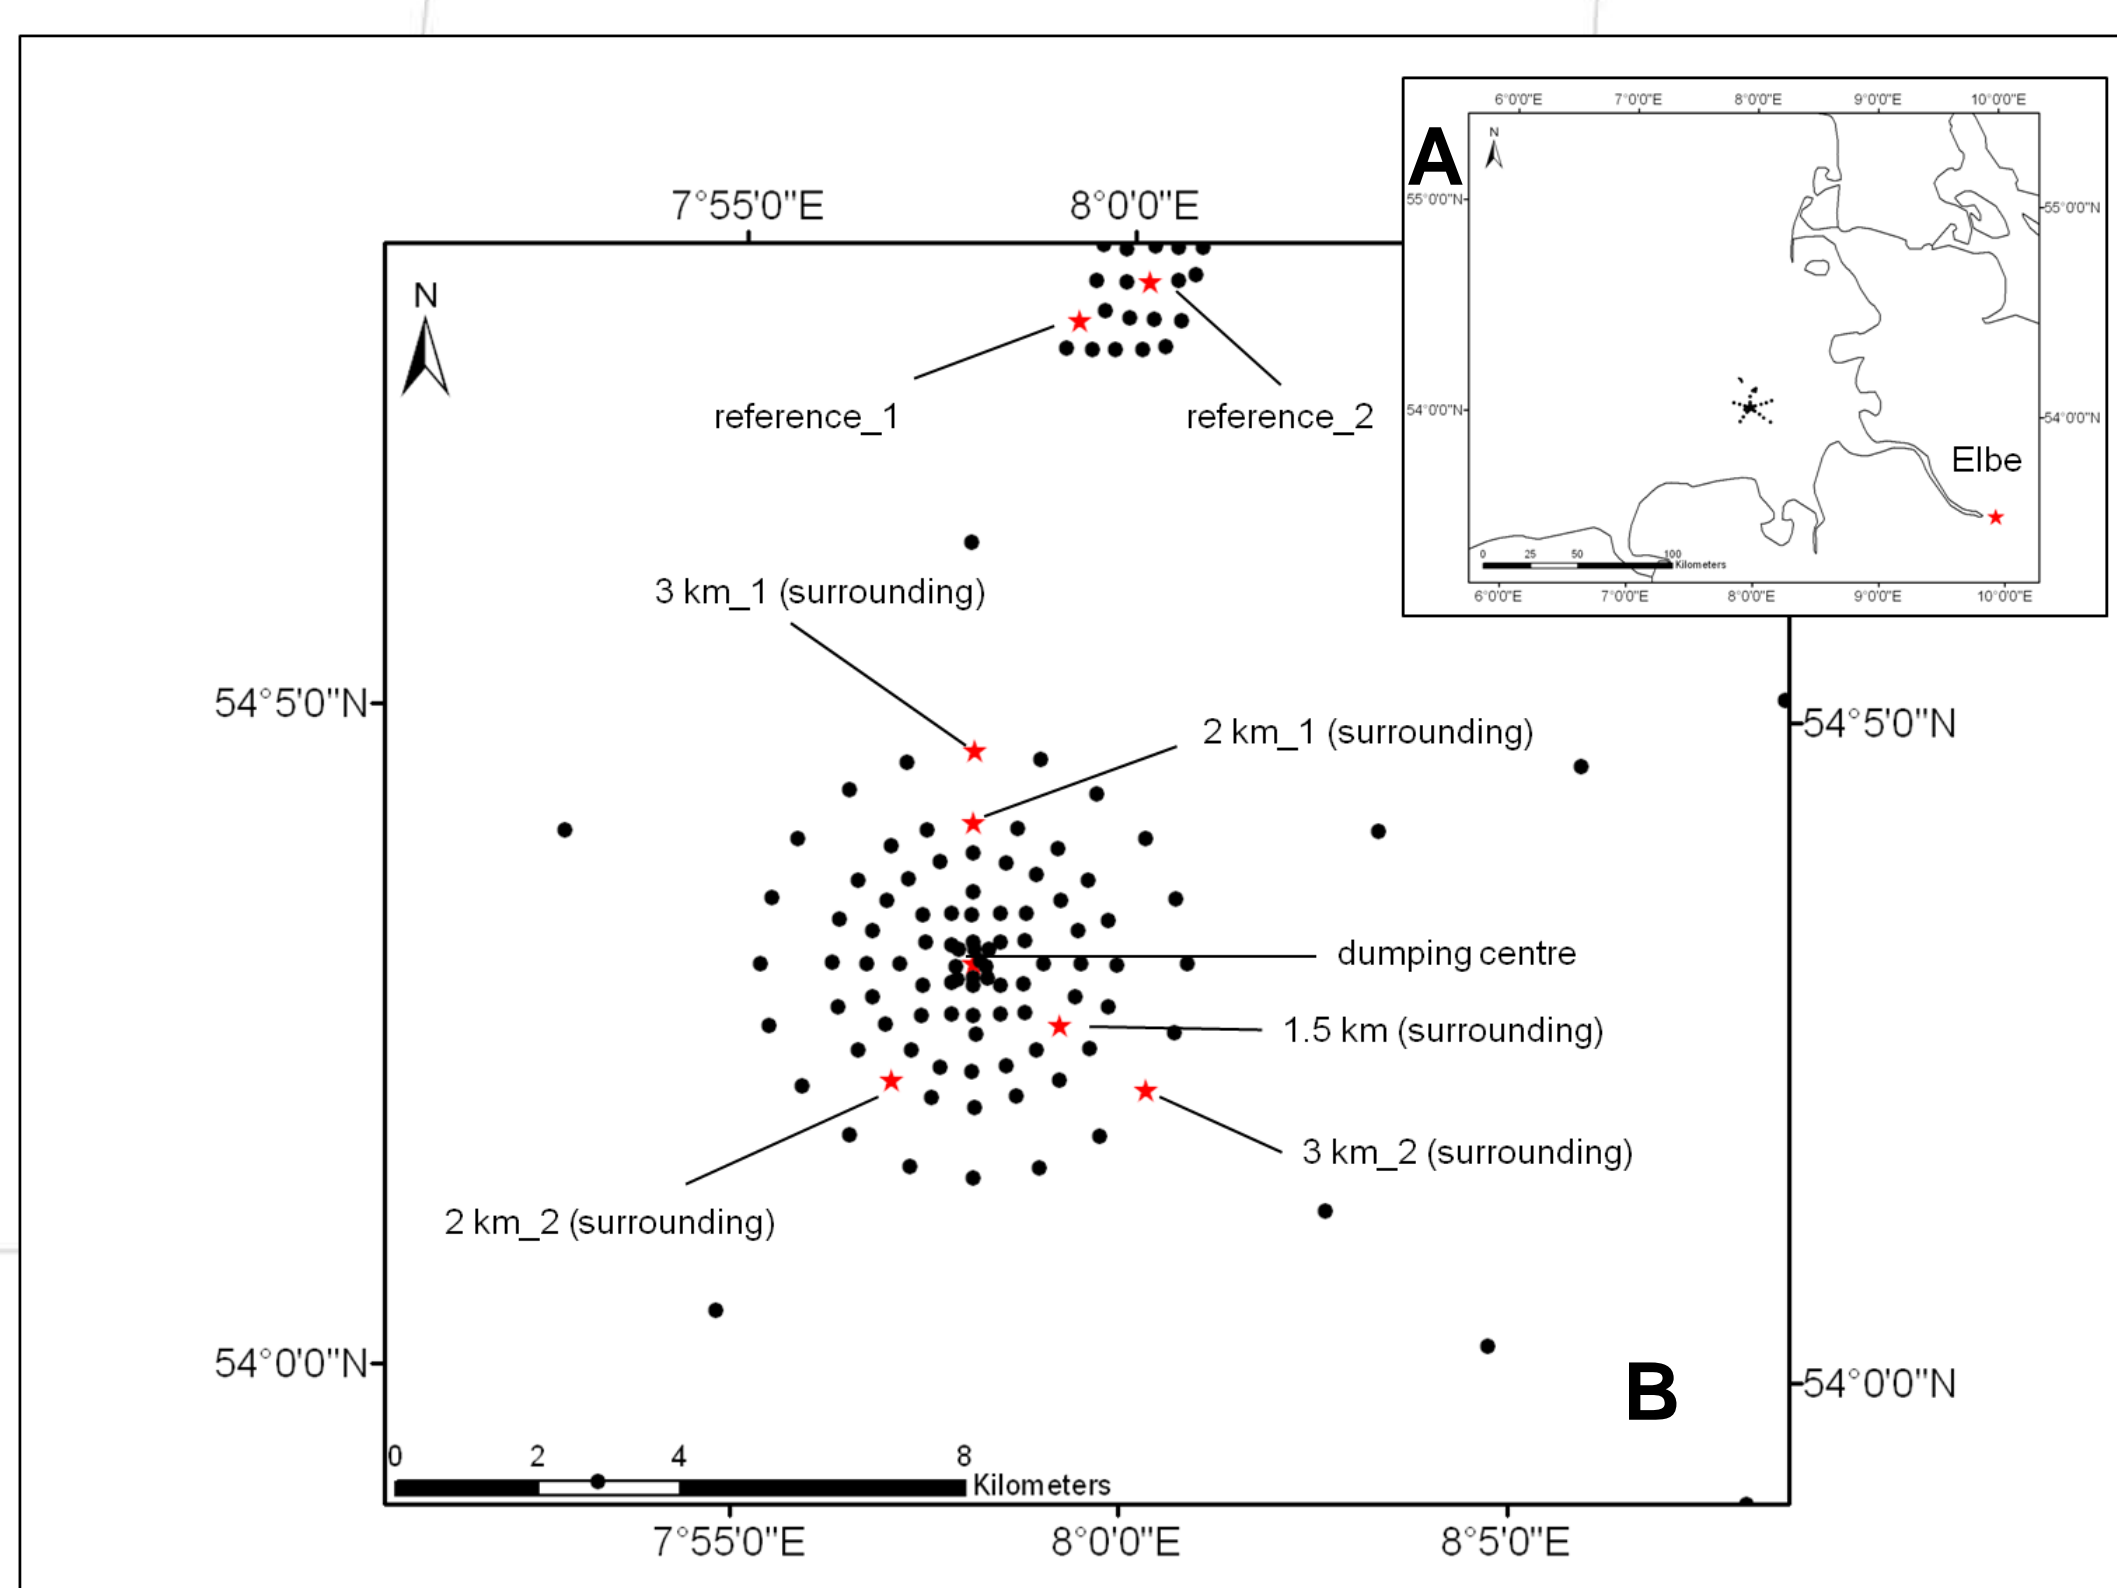 6°0'0"E 7°0'0"E 8°0'0"E 9°0'0"E 10°0'0"E
A
N
55°0'0"N
55°0'0"N
54°0'0"N
54°0'0"N
Elbe
0 25 50 100
Kilometers
6°0'0"E 7°0'0"E 8°0'0"E 9°0'0"E 10°0'0"E
7°55'0"E 8°0'0"E
N
reference_1
reference_2
3 km_1 (surrounding)
54°5'0"N
54°5'0"N
2 km_1 (surrounding)
dumping centre
1.5 km (surrounding)
3 km_2 (surrounding)
2 km_2 (surrounding)
54°0'0"N
54°0'0"N
B
0 2 4 8
Kilometers
7°55'0"E 8°0'0"E 8°5'0"E